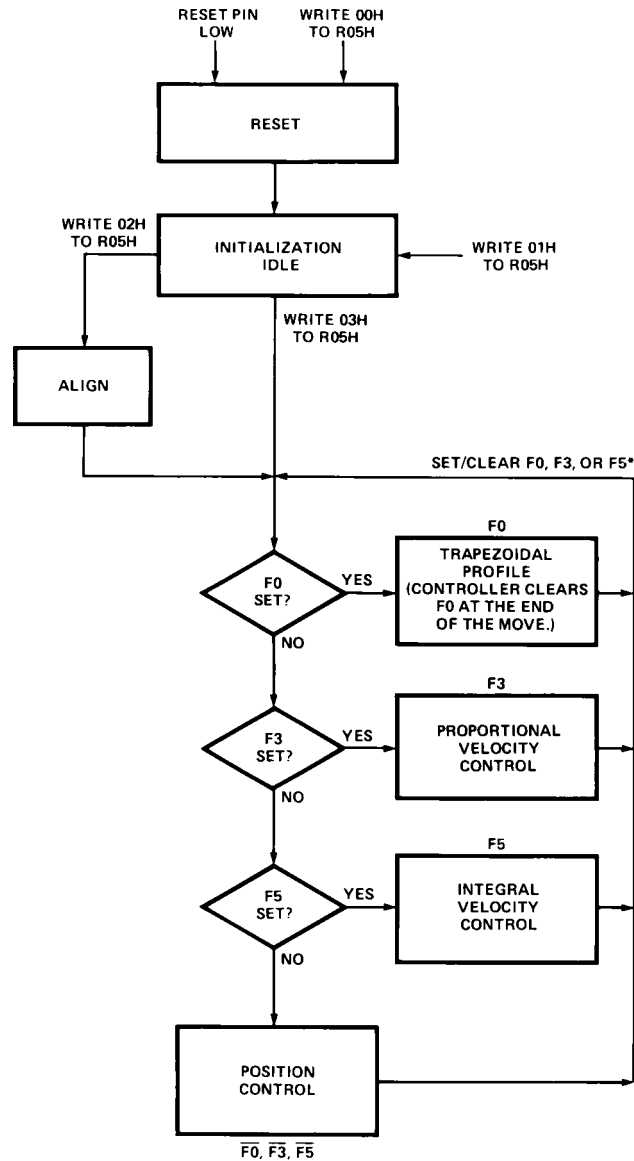 RESET PIN
LOW
WRITE 00H
TO R05H
RESET
WRITE 02H
TO R05H
INITIALIZATION
IDLE
WRITE 01H
TO R05H
WRITE 03H
TO R05H
ALIGN
SET/CLEAR F0, F3, OR F5*
F0
F0
SET?
YES
TRAPEZOIDAL
PROFILE
(CONTROLLER CLEARS
F0 AT THE END
OF THE MOVE.)
NO
F3
F3
SET?
YES
PROPORTIONAL
VELOCITY
CONTROL
NO
F5
F5
SET?
YES
INTEGRAL
VELOCITY
CONTROL
NO
POSITION
CONTROL
F̅0̅, F̅3̅, F̅5̅